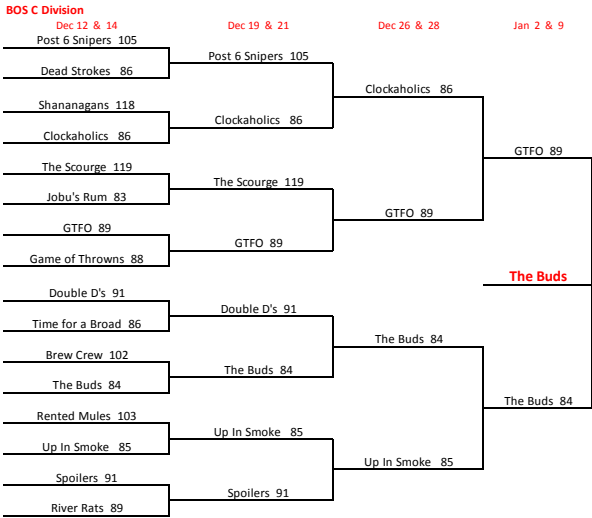 BOS C Division
Dec 12 & 14
Dec 19 & 21
Dec 26 & 28
Jan 2 & 9
Post 6 Snipers 105
Dead Strokes 86
Shananagans 118
Clockaholics 86
The Scourge 119
Jobu's Rum 83
GTFO 89
Game of Throwns 88
Double D's 91
Time for a Broad 86
Brew Crew 102
The Buds 84
Rented Mules 103
Up In Smoke 85
Spoilers 91
River Rats 89
Post 6 Snipers 105
Clockaholics 86
The Scourge 119
GTFO 89
Double D's 91
The Buds 84
Up In Smoke 85
Spoilers 91
Clockaholics 86
GTFO 89
The Buds 84
Up In Smoke 85
GTFO 89
The Buds 84
The Buds